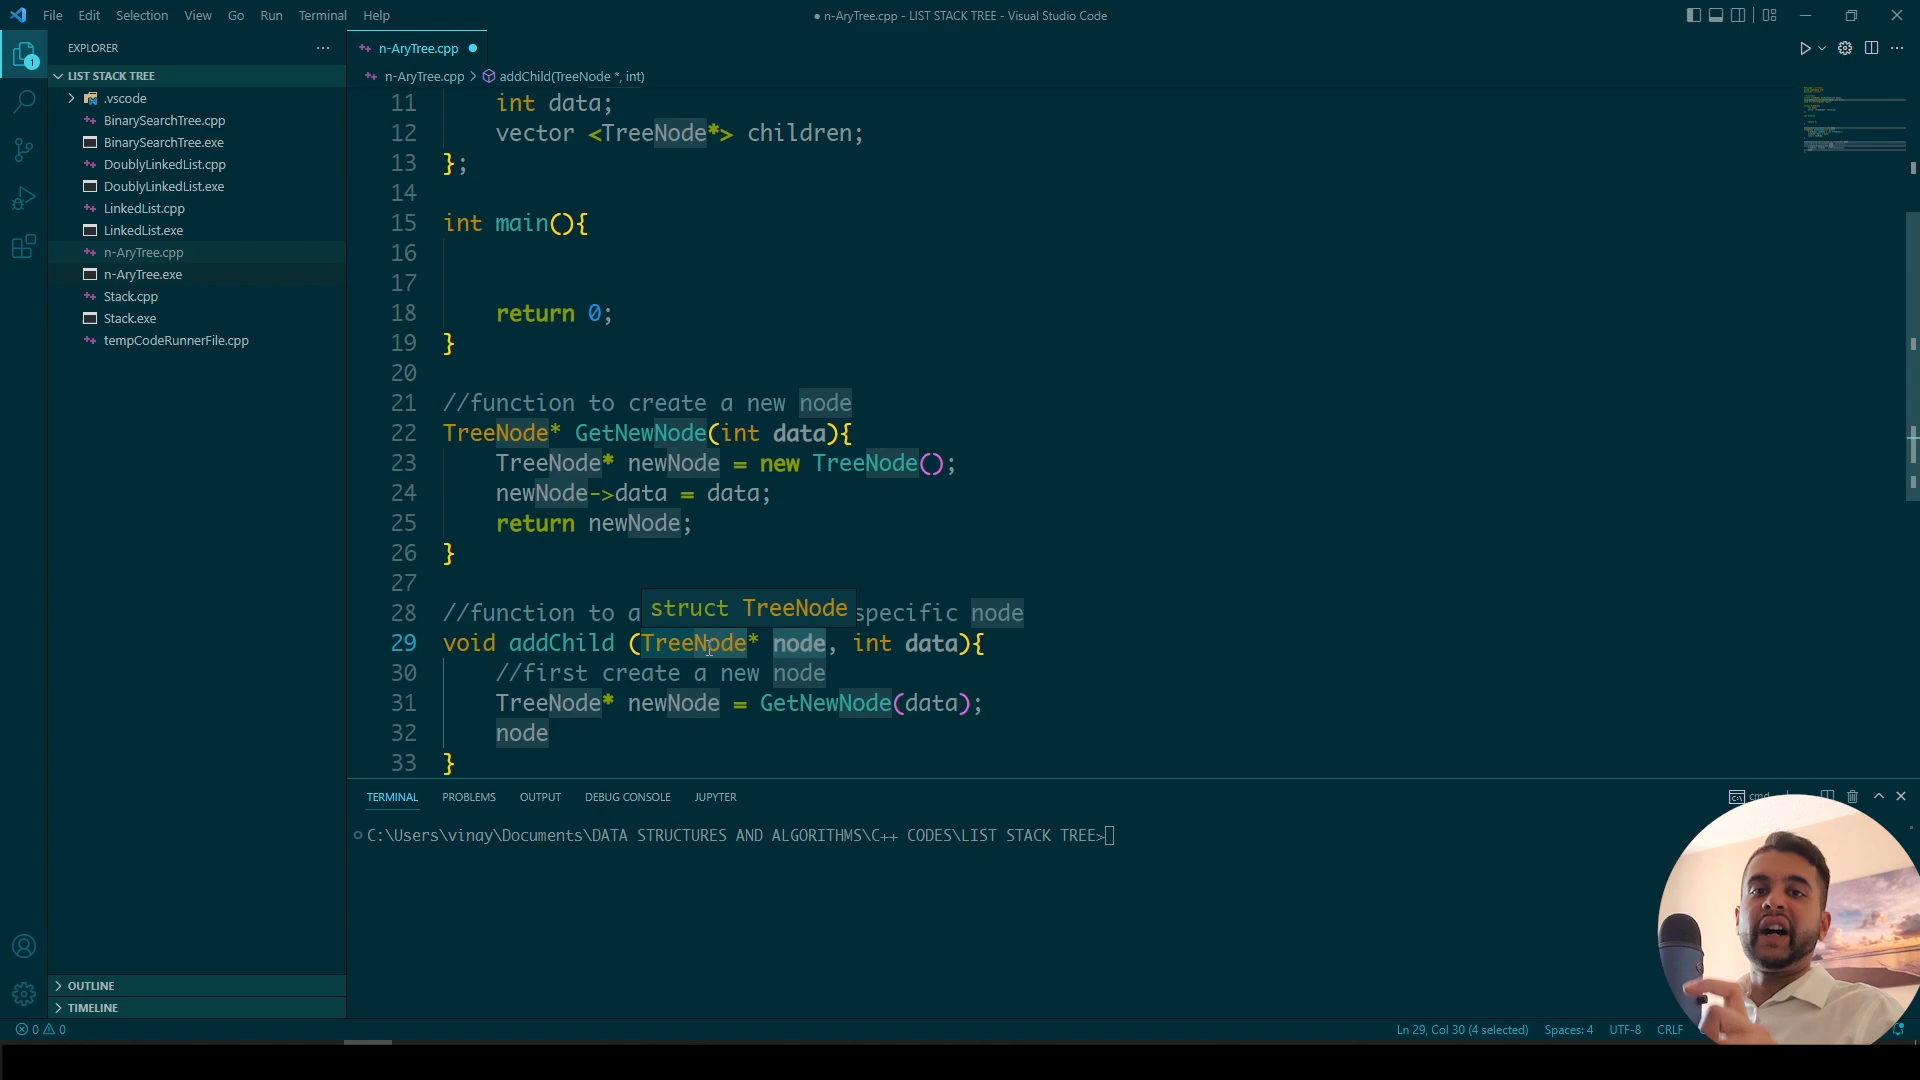 File Edit Selection View Go Run Terminal Help
● n-AryTree.cpp - LIST STACK TREE - Visual Studio Code
EXPLORER
1
LIST STACK TREE
.vscode
BinarySearchTree.cpp
BinarySearchTree.exe
DoublyLinkedList.cpp
DoublyLinkedList.exe
LinkedList.cpp
LinkedList.exe
n-AryTree.cpp
n-AryTree.exe
Stack.cpp
Stack.exe
tempCodeRunnerFile.cpp
OUTLINE
TIMELINE
n-AryTree.cpp
n-AryTree.cpp > addChild(TreeNode *, int)
11 int data;
12 vector <TreeNode*> children;
13 };
14
15 int main(){
16
17
18 return 0;
19 }
20
21 //function to create a new node
22 TreeNode* GetNewNode(int data){
23 TreeNode* newNode = new TreeNode();
24 newNode->data = data;
25 return newNode;
26 }
27
28 //function to a specific node
struct TreeNode
29 void addChild (TreeNode* node, int data){
30 //first create a new node
31 TreeNode* newNode = GetNewNode(data);
32 node
33 }
TERMINAL PROBLEMS OUTPUT DEBUG CONSOLE JUPYTER
cmd
C:\Users\vinay\Documents\DATA STRUCTURES AND ALGORITHMS\C++ CODES\LIST STACK TREE>
0 0
Ln 29, Col 30 (4 selected) Spaces: 4 UTF-8 CRLF